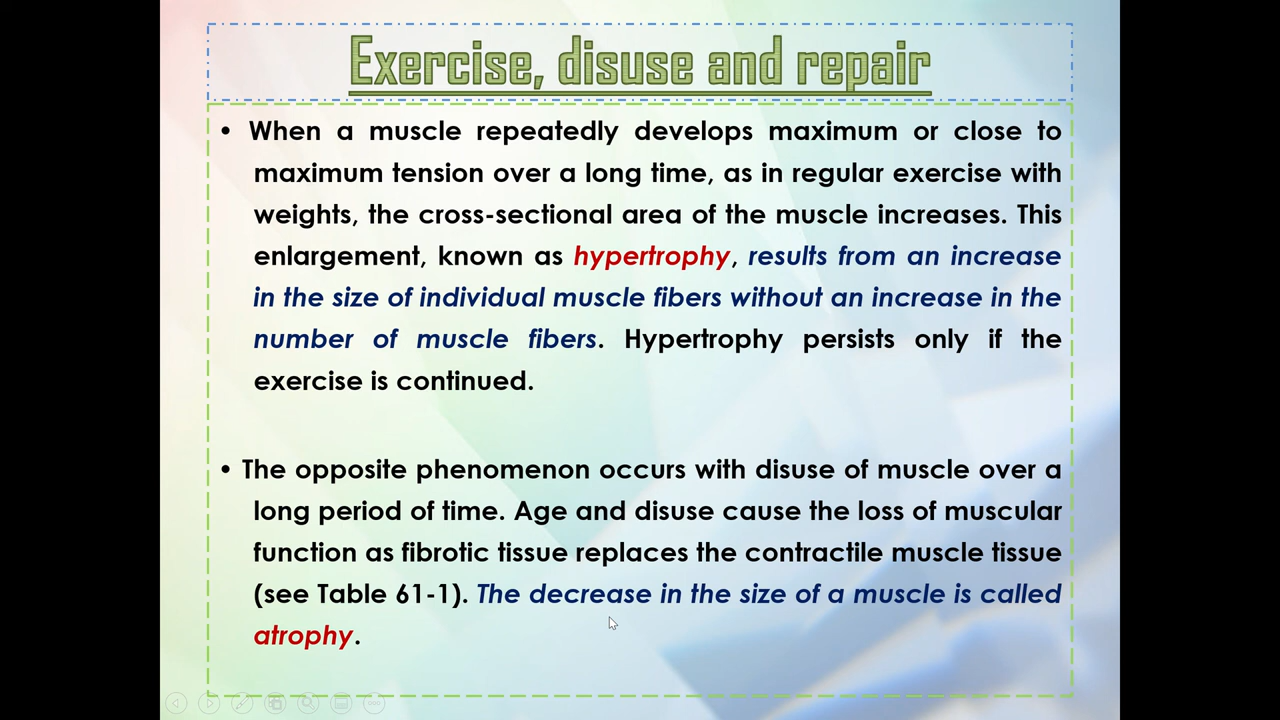 Exercise, disuse and repair
• When a muscle repeatedly develops maximum or close to
maximum tension over a long time, as in regular exercise with
weights, the cross-sectional area of the muscle increases. This
enlargement, known as hypertrophy, results from an increase
in the size of individual muscle fibers without an increase in the
number of muscle fibers. Hypertrophy persists only if the
exercise is continued.
• The opposite phenomenon occurs with disuse of muscle over a
long period of time. Age and disuse cause the loss of muscular
function as fibrotic tissue replaces the contractile muscle tissue
(see Table 61-1). The decrease in the size of a muscle is called
atrophy.